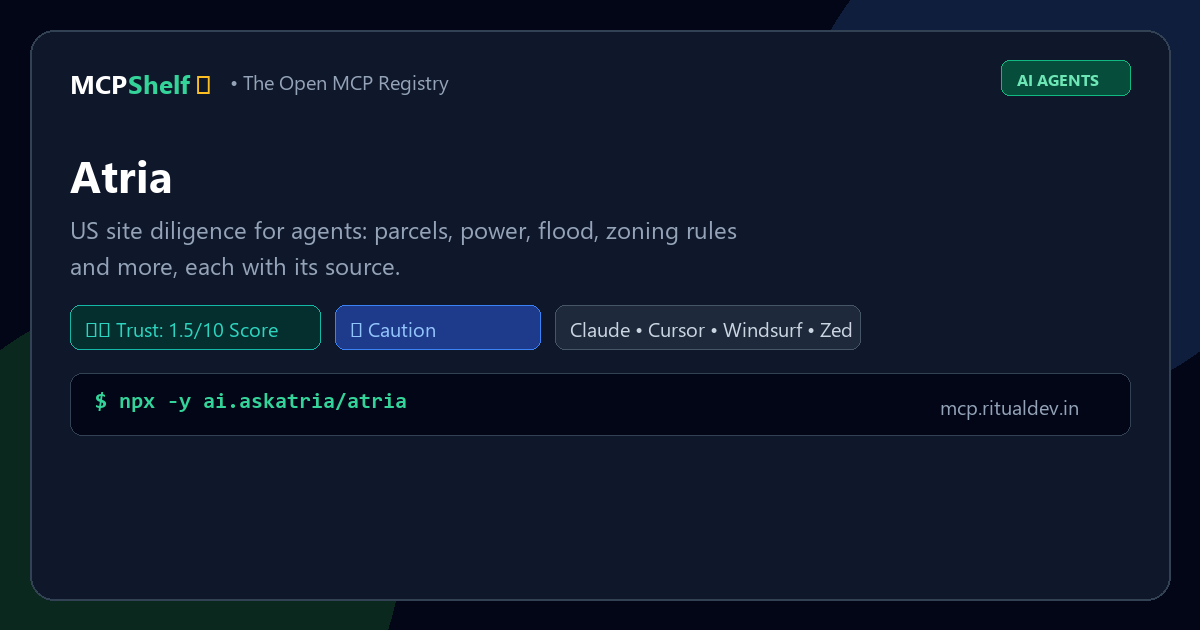 MCPShelf • The Open MCP Registry
AI AGENTS
Atria
US site diligence for agents: parcels, power, flood, zoning rules
and more, each with its source.
Trust: 1.5/10 Score
Caution
Claude • Cursor • Windsurf • Zed
$ npx -y ai.askatria/atria
mcp.ritualdev.in